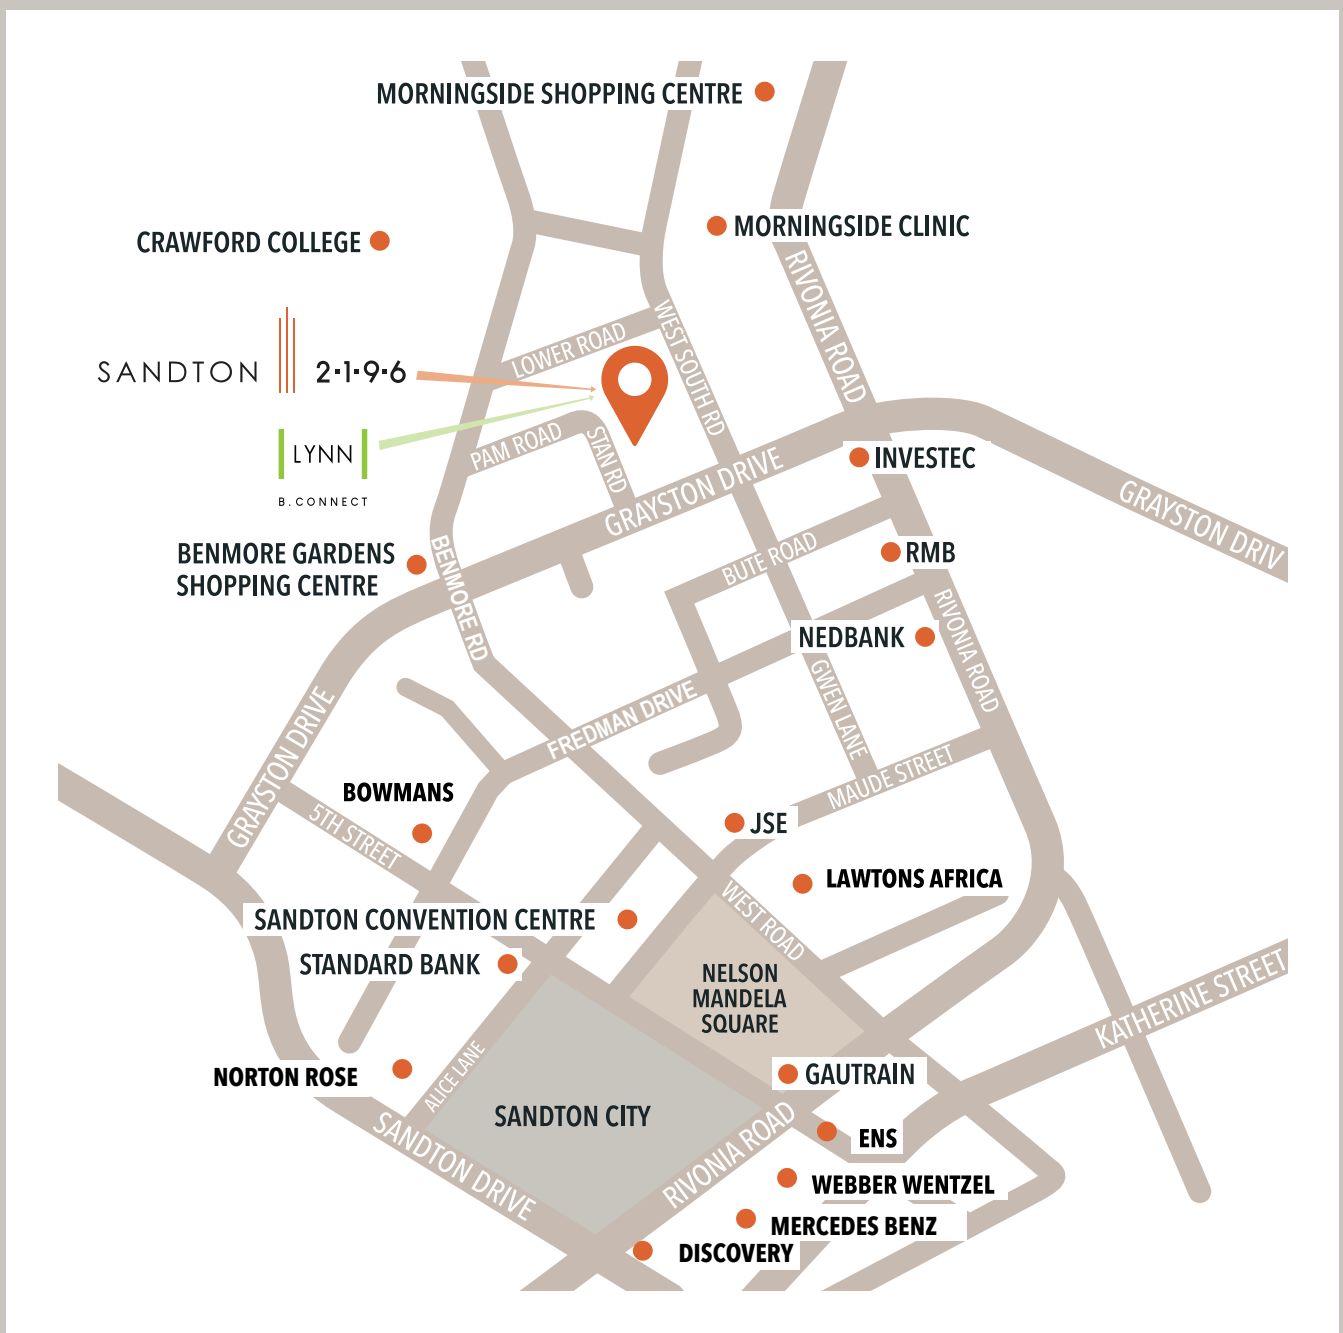 MORNINGSIDE SHOPPING CENTRE
MORNINGSIDE CLINIC
CRAWFORD COLLEGE
RIVONIA ROAD
SANDTON 2·1·9·6
LOWER ROAD
WEST SOUTH RD
LYNN
B.CONNECT
PAM ROAD
STAN RD
GRAYSTON DRIVE
INVESTEC
GRAYSTON DRIV
BENMORE GARDENS
SHOPPING CENTRE
BENMORE RD
BUTE ROAD
RMB
NEDBANK
RIVONIA ROAD
GWEN LANE
FREDMAN DRIVE
GRAYSTON DRIVE
BOWMANS
5TH STREET
MAUDE STREET
JSE
LAWTONS AFRICA
WEST ROAD
SANDTON CONVENTION CENTRE
STANDARD BANK
NELSON
MANDELA
SQUARE
KATHERINE STREET
NORTON ROSE
ALICE LANE
GAUTRAIN
SANDTON CITY
SANDTON DRIVE
RIVONIA ROAD
ENS
WEBBER WENTZEL
MERCEDES BENZ
DISCOVERY